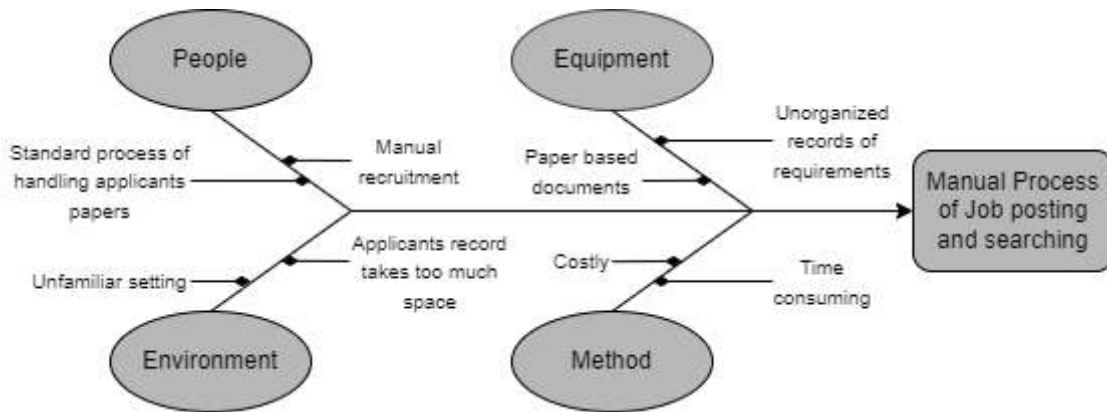 People
Equipment
Standard process of
handling applicants
papers
Manual
recruitment
Paper based
documents
Unorganized
records of
requirements
Manual Process
of Job posting
and searching
Unfamiliar setting
Applicants record
takes too much
space
Costly
Time
consuming
Environment
Method